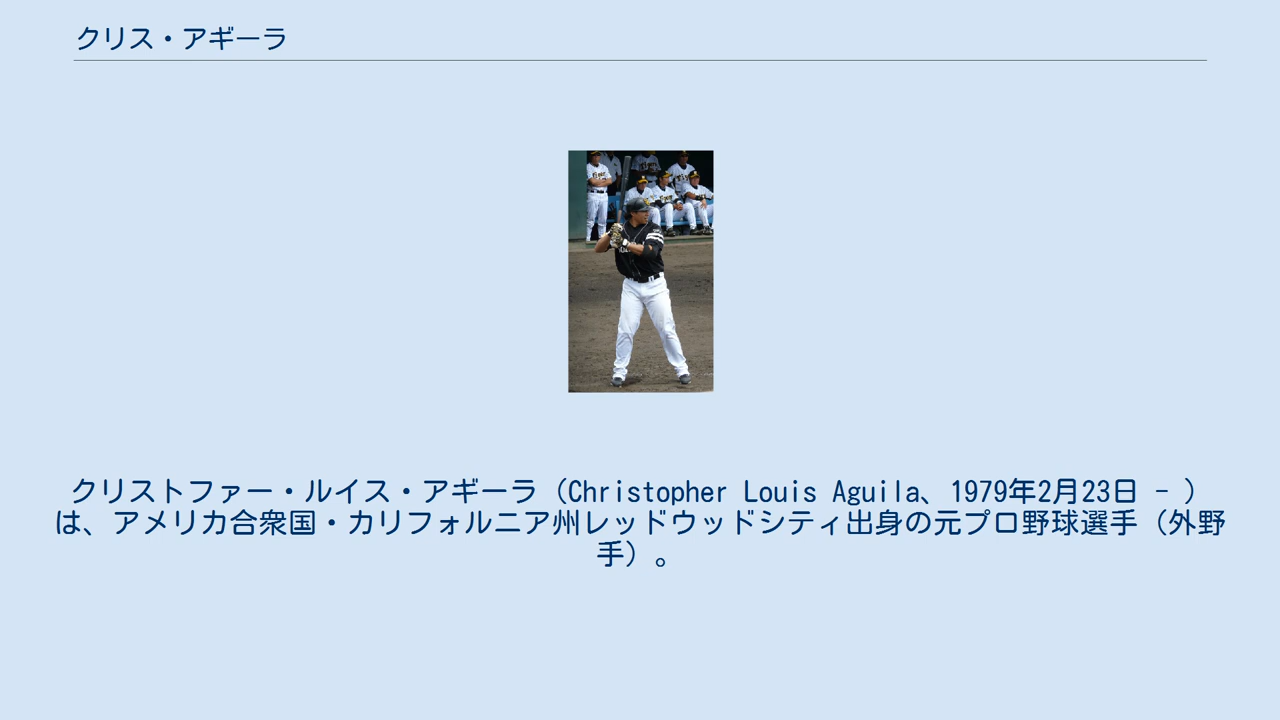 クリス・アギーラ
クリストファー・ルイス・アギーラ（Christopher Louis Aguila、1979年2月23日 - ）
は、アメリカ合衆国・カリフォルニア州レッドウッドシティ出身の元プロ野球選手（外野
手）。